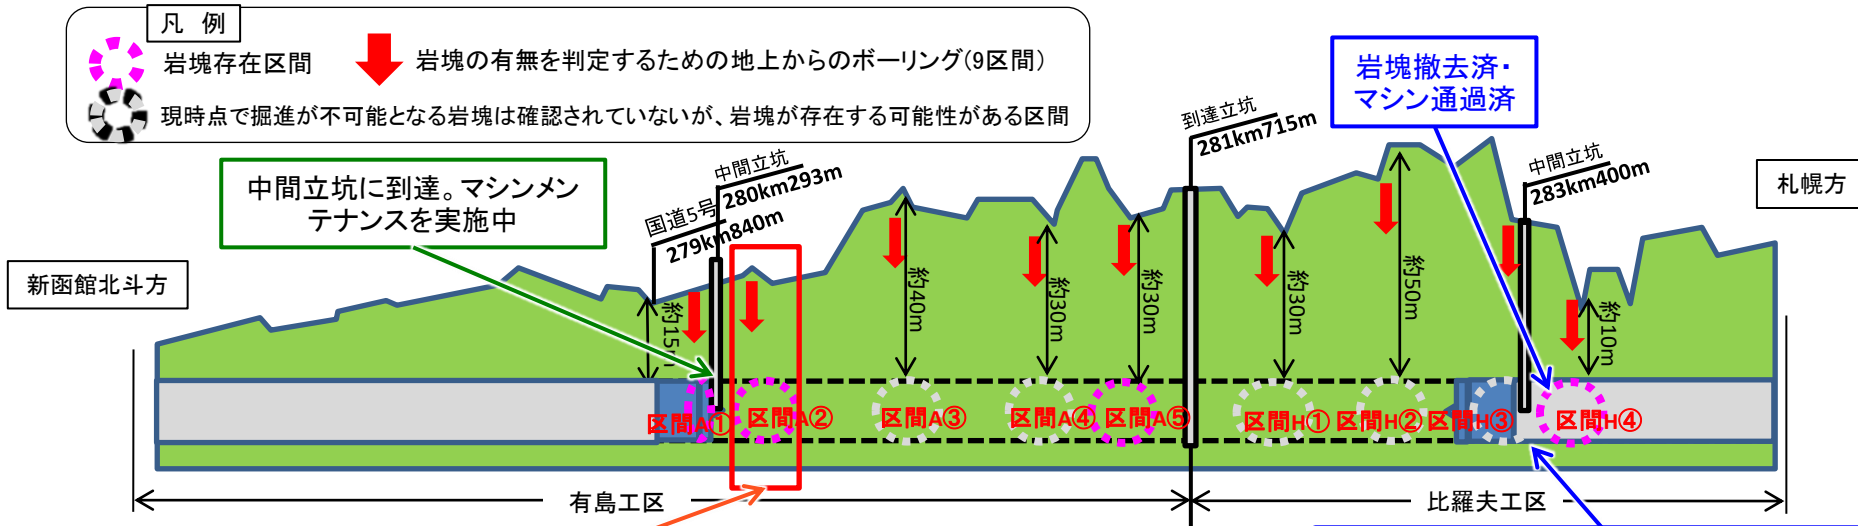 凡 例
岩塊存在区間
岩塊の有無を判定するための地上からのボーリング(9区間)
現時点で掘進が不可能となる岩塊は確認されていないが、岩塊が存在する可能性がある区間
岩塊撤去済・
マシン通過済
到達立坑
281km715m
中間立坑に到達。マシンメン
テナンスを実施中
中間立坑
280km293m
国道5号
279km840m
中間立坑
283km400m
札幌方
新函館北斗方
約15m
約40m
約30m
約30m
約30m
約50m
約10m
区間A①
区間A②
区間A③
区間A④
区間A⑤
区間H①
区間H②
区間H③
区間H④
有島工区
比羅夫工区